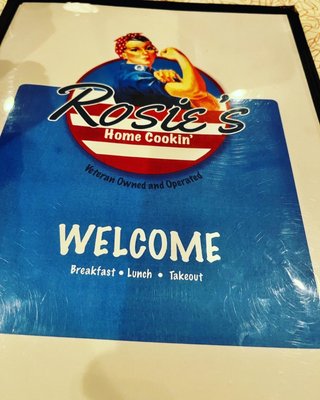 Rosie's
Home Cookin'
Veteran Owned and Operated
WELCOME
Breakfast • Lunch • Takeout